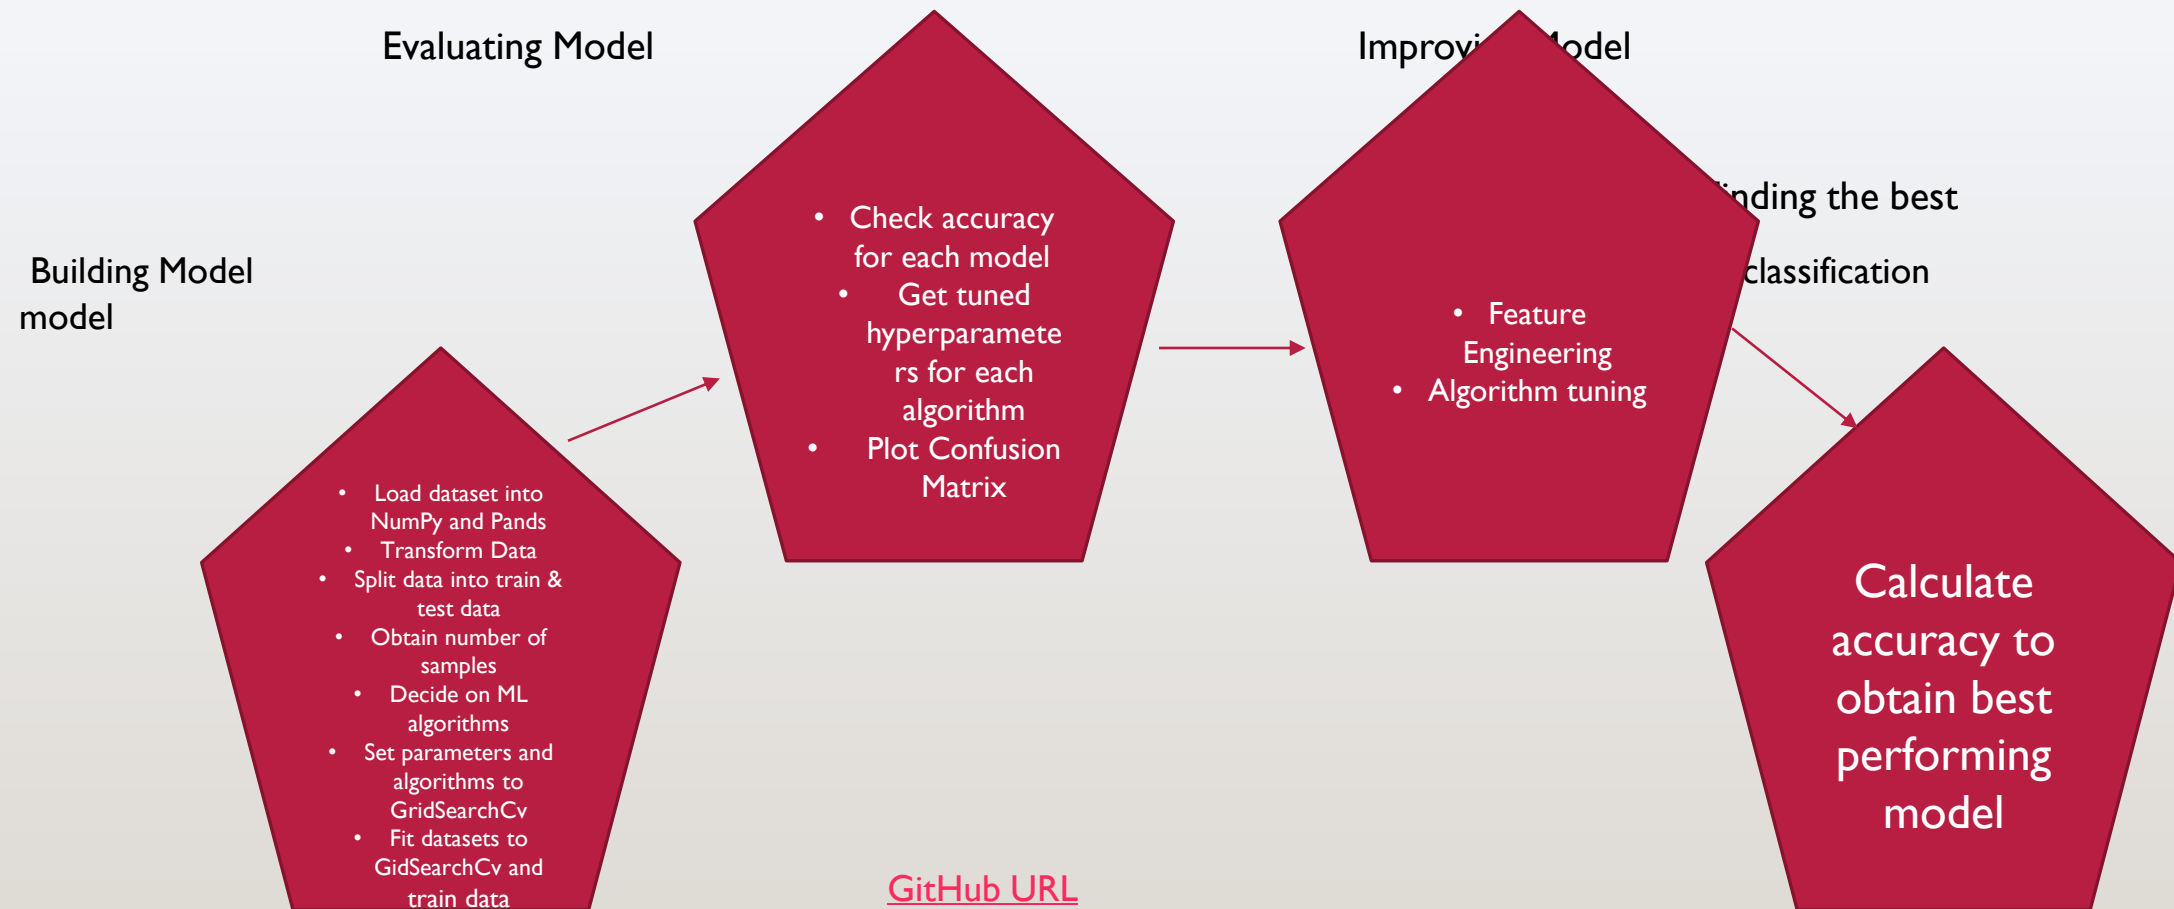 Evaluating Model
Improvi
odel
inding the best
Building Model
classification
model
• Load dataset into
NumPy and Pands
• Transform Data
• Split data into train &
test data
• Obtain number of
samples
• Decide on ML
algorithms
• Set parameters and
algorithms to
GridSearchCv
• Fit datasets to
GidSearchCv and
train data
• Check accuracy
for each model
• Get tuned
hyperparamete
rs for each
algorithm
• Plot Confusion
Matrix
• Feature
Engineering
• Algorithm tuning
Calculate
accuracy to
obtain best
performing
model
GitHub URL